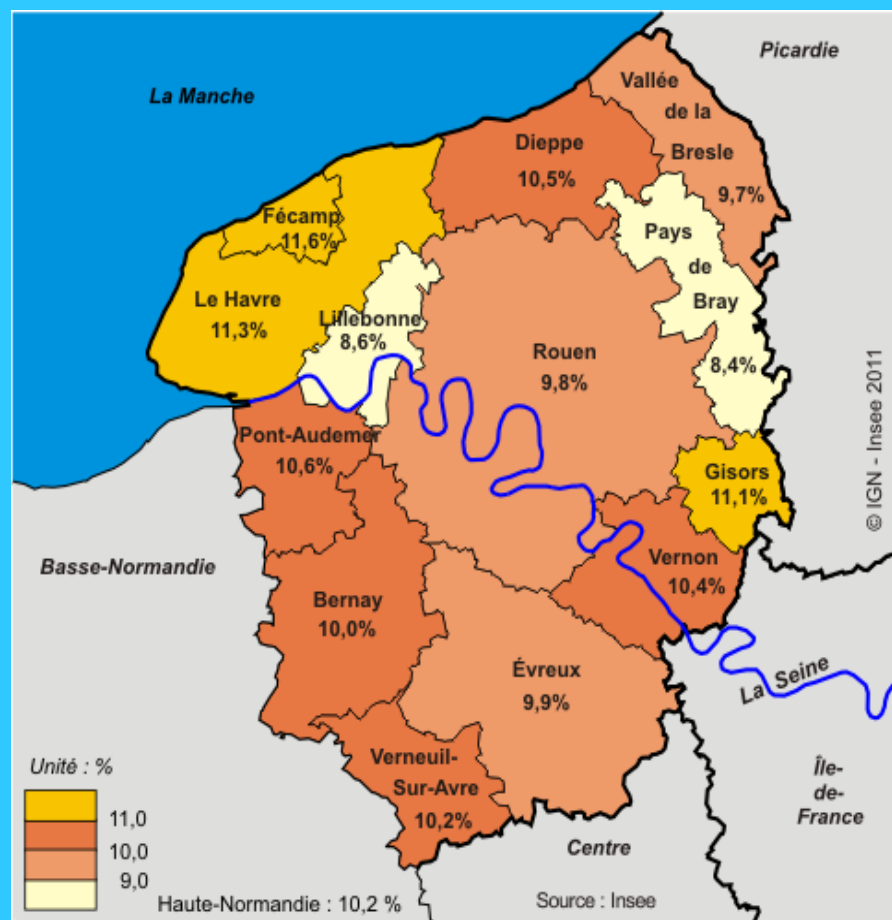 Picardie
La Manche
Vallée
de la
Bresle
9,7%
Dieppe
10,5%
Fécamp
11,6%
Pays
de
Bray
8,4%
Le Havre
11,3%
Lillebonne
8,6%
Rouen
9,8%
Pont-Audemer
10,6%
Gisors
11,1%
© IGN - Insee 2011
Basse-Normandie
Vernon
10,4%
Bernay
10,0%
Évreux
9,9%
La Seine
Verneuil-
Sur-Avre
10,2%
Île-
de-
France
Unité : %
11,0
10,0
9,0
Centre
Haute-Normandie : 10,2 %
Source : Insee